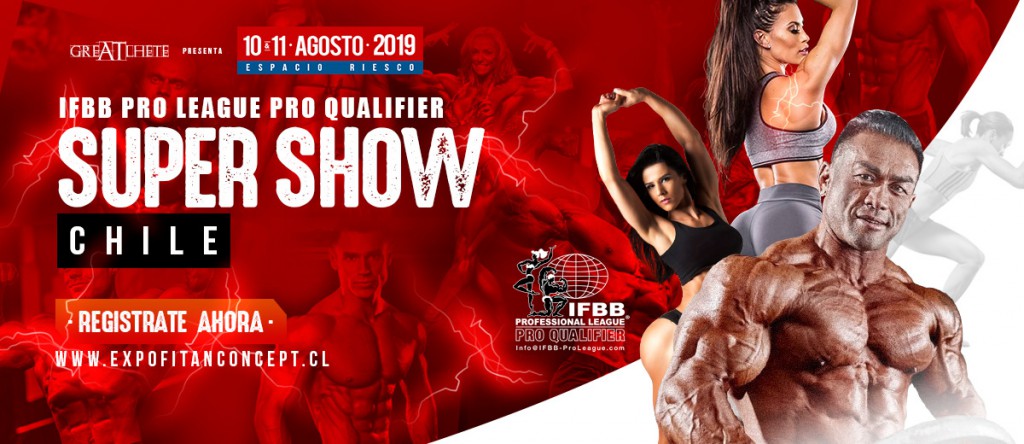 GREATLHETE PRESENTA
10 & 11 · AGOSTO · 2019
ESPACIO RIESCO
IFBB PRO LEAGUE PRO QUALIFIER
SUPER SHOW
CHILE
· REGISTRATE AHORA ·
WWW.EXPOFITANCONCEPT.CL
IFBB
PROFESSIONAL LEAGUE
PRO QUALIFIER
Info@IFBB-ProLeague.com